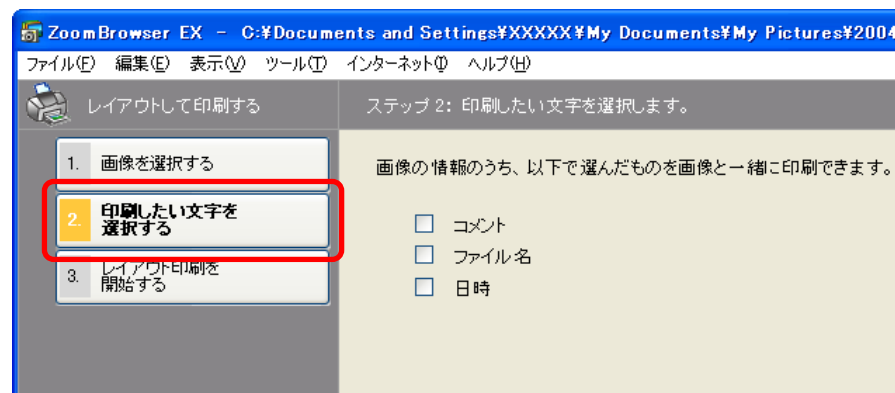 ZoomBrowser EX - C:¥Documents and Settings¥XXXXX¥My Documents¥My Pictures¥2004
ファイル(F) 編集(E) 表示(V) ツール(T) インターネット(I) ヘルプ(H)
レイアウトして印刷する
ステップ 2: 印刷したい文字を選択します。
1. 画像を選択する
2. 印刷したい文字を
選択する
3. レイアウト印刷を
開始する
画像の情報のうち、以下で選んだものを画像と一緒に印刷できます。
コメント
ファイル名
日時